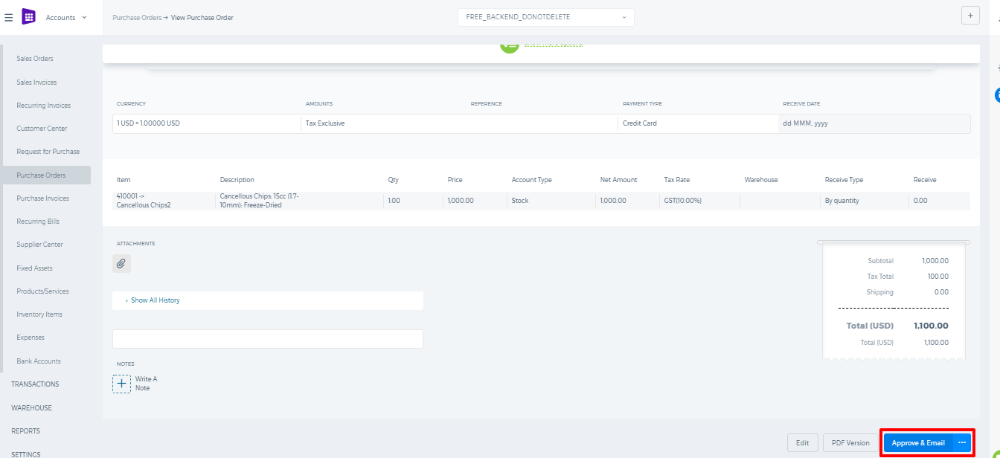 Accounts
Purchase Orders → View Purchase Order
FREE_BACKEND_DONOTDELETE
+
Sales Orders
Sales Invoices
Recurring Invoices
Customer Center
Request for Purchase
Purchase Orders
Purchase Invoices
Recurring Bills
Supplier Center
Fixed Assets
Products/Services
Inventory Items
Expenses
Bank Accounts
TRANSACTIONS
WAREHOUSE
REPORTS
SETTINGS
CURRENCY AMOUNTS REFERENCE PAYMENT TYPE RECEIVE DATE
1 USD = 1.00000 USD Tax Exclusive Credit Card dd MMM, yyyy
Item Description Qty Price Account Type Net Amount Tax Rate Warehouse Receive Type Receive
410001 -> Cancellous Chips: 15cc (1.7-
Cancellous Chips2 10mm): Freeze-Dried 1.00 1,000.00 Stock 1,000.00 GST(10.00%) By quantity 0.00
ATTACHMENTS
› Show All History
NOTES
+ Write A
Note
Subtotal 1,000.00
Tax Total 100.00
Shipping 0.00
Total (USD) 1,100.00
Total (USD) 1,100.00
Edit PDF Version Approve & Email ···